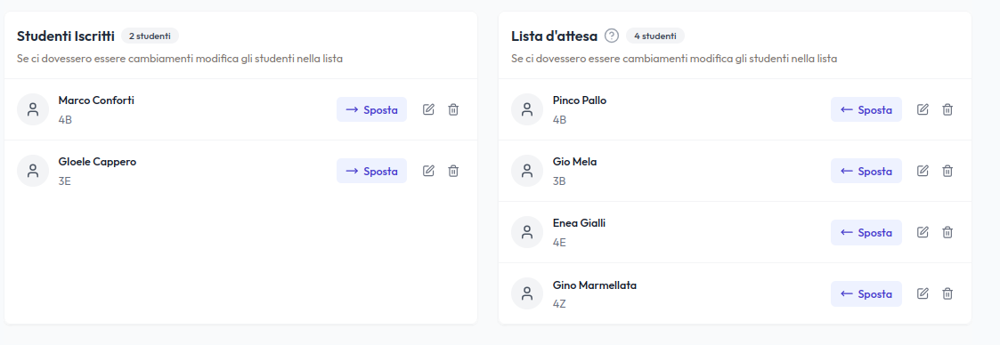 Studenti Iscritti 2 studenti
Se ci dovessero essere cambiamenti modifica gli studenti nella lista
Marco Conforti
4B
Sposta
GIoele Cappero
3E
Sposta
Lista d'attesa ? 4 studenti
Se ci dovessero essere cambiamenti modifica gli studenti nella lista
Pinco Pallo
4B
Sposta
Gio Mela
3B
Sposta
Enea Gialli
4E
Sposta
Gino Marmellata
4Z
Sposta